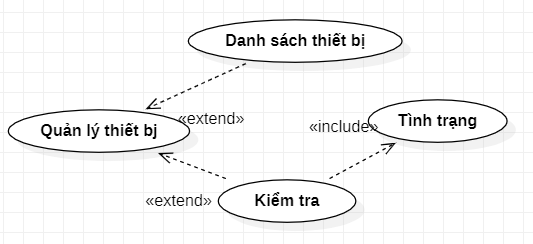 Danh sách thiết bị
«extend»
«include»
Tình trạng
Quản lý thiết bị
«extend»
Kiểm tra